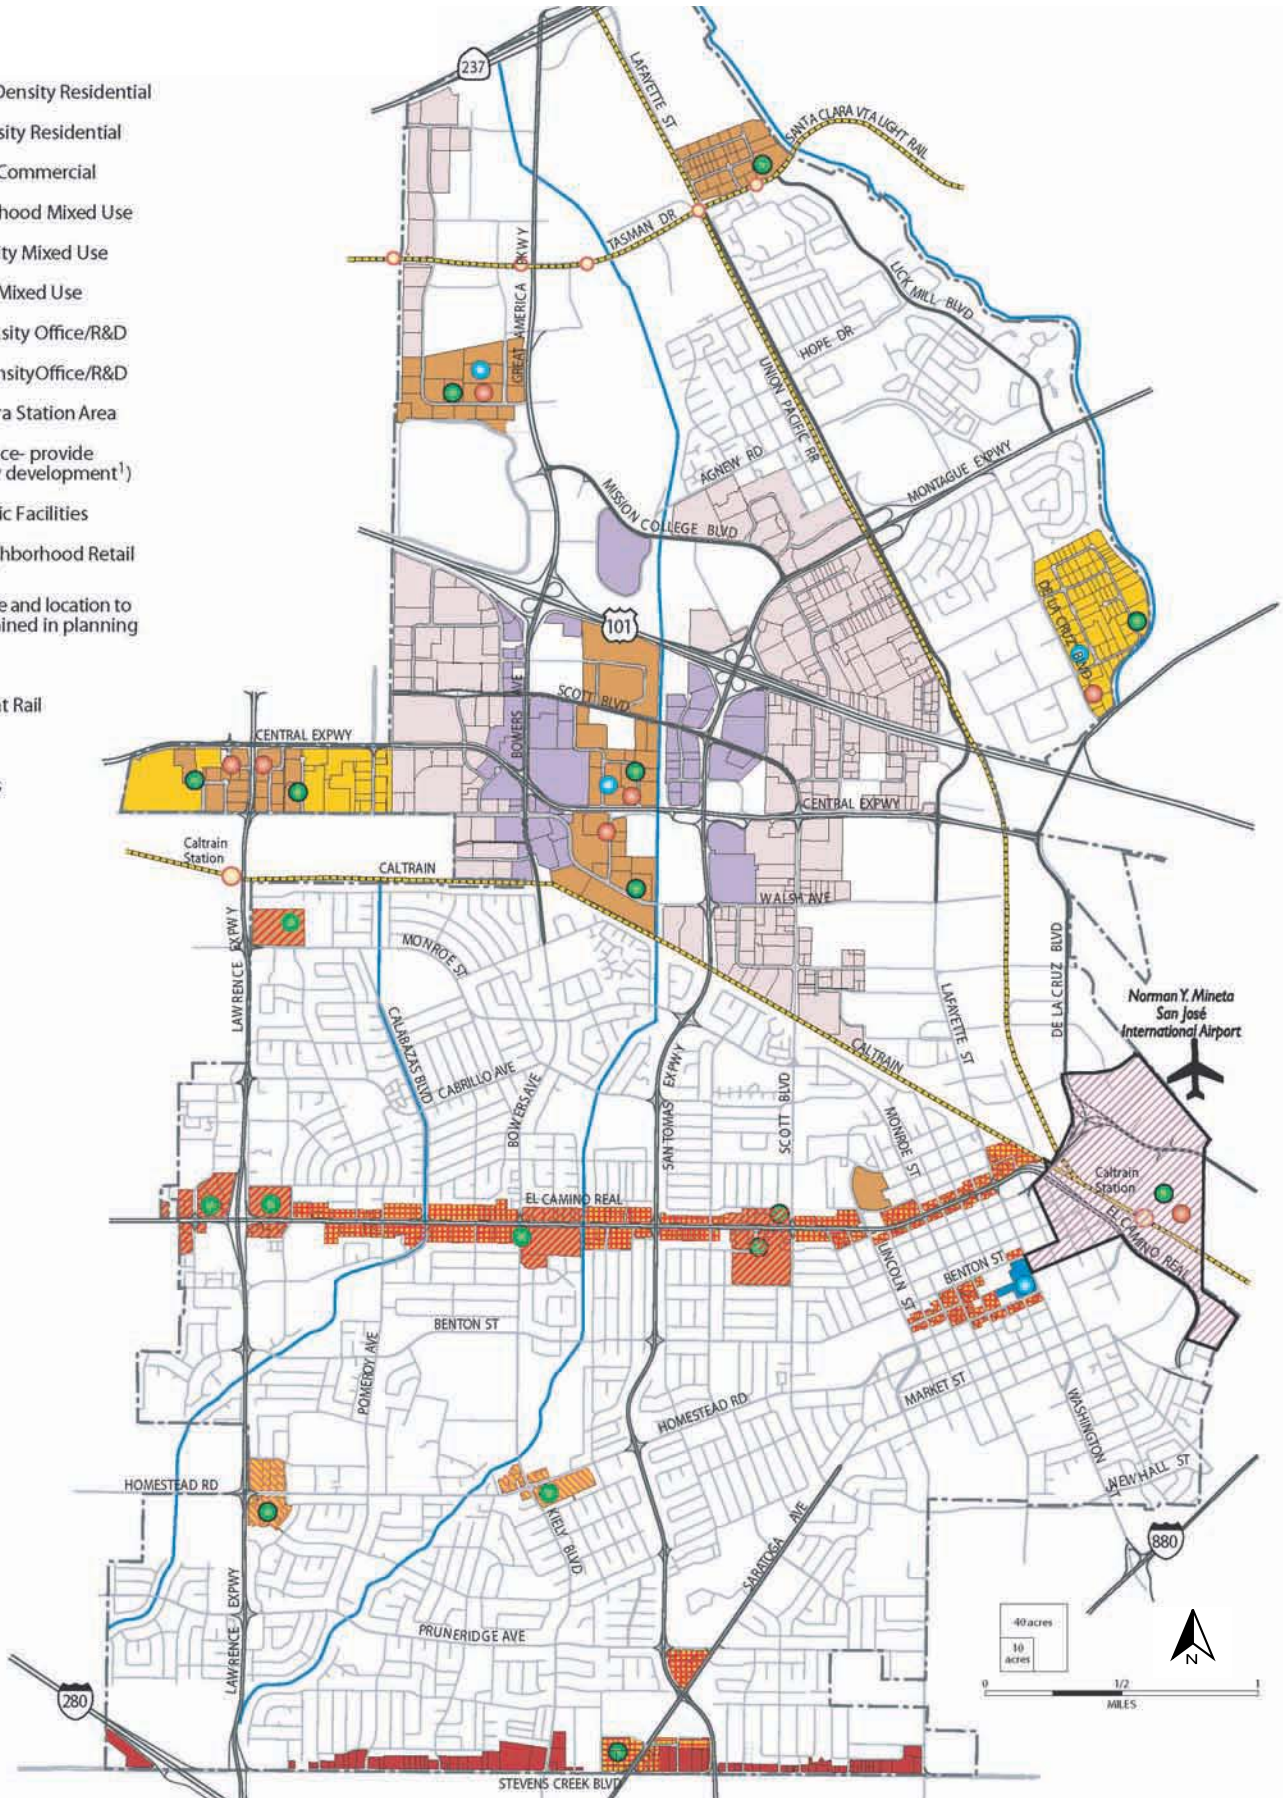 Density Residential
sity Residential
Commercial
hood Mixed Use
ity Mixed Use
Mixed Use
sity Office/R&D
nsityOffice/R&D
ra Station Area
ce- provide
development¹)
ic Facilities
ghborhood Retail
e and location to
ined in planning
t Rail
237
LAFAYETTE ST
SANTA CLARA VTA LIGHT RAIL
TASMAN DR
GREAT AMERICA PKWY
LICK MILL BLVD
HOPE DR
UNION PACIFIC RR
AGNEW RD
MONTAGUE EXPWY
MISSION COLLEGE BLVD
DE LA CRUZ BLVD
101
SCOTT BLVD
BOWERS AVE
CENTRAL EXPWY
CENTRAL EXPWY
Caltrain
Station
CALTRAIN
WALSH AVE
LAWRENCE EXPWY
MONROE ST
DE LA CRUZ BLVD
LAFAYETTE ST
Norman Y. Mineta
San José
International Airport
CALABAZAS BLVD
CABRILLO AVE
BOWERS AVE
SAN TOMAS EXPWY
SCOTT BLVD
CALTRAIN
MONROE ST
Caltrain
Station
EL CAMINO REAL
EL CAMINO REAL
LINCOLN ST
BENTON ST
BENTON ST
POMEROY AVE
MARKET ST
HOMESTEAD RD
WASHINGTON ST
HOMESTEAD RD
NEWHALL ST
KIELY BLVD
SARATOGA AVE
880
LAWRENCE EXPWY
PRUNERIDGE AVE
40 acres
10
acres
N
0 1/2 1
MILES
280
STEVENS CREEK BLVD